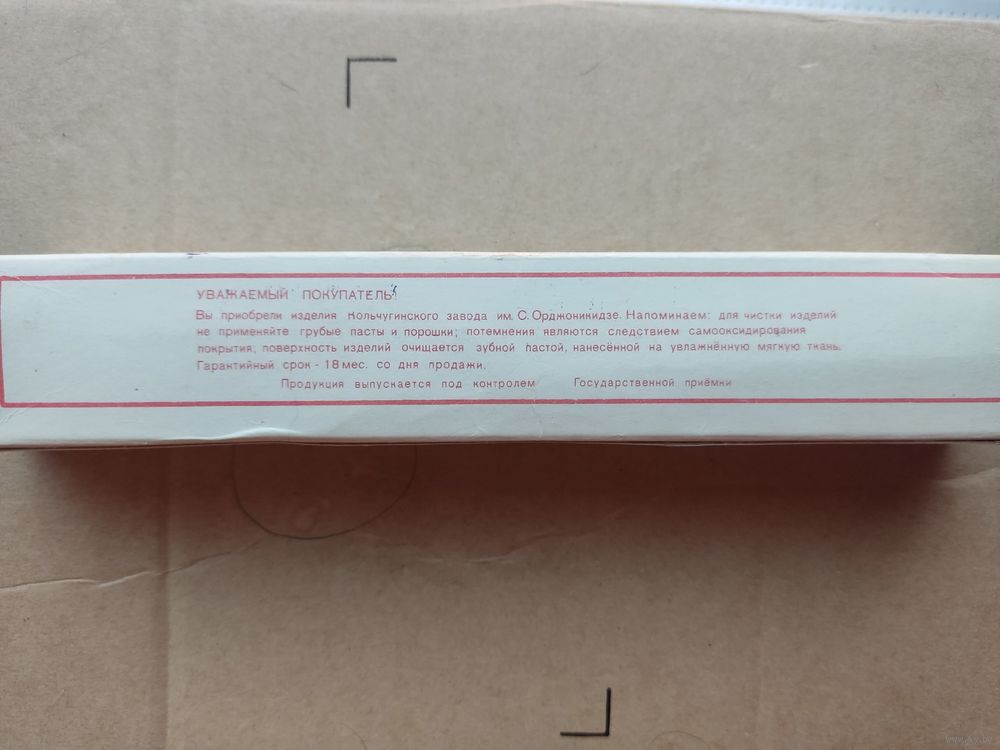 УВАЖАЕМЫЙ ПОКУПАТЕЛЬ!
Вы приобрели изделия Кольчугинского завода им. С. Орджоникидзе. Напоминаем: для чистки изделий
не применяйте грубые пасты и порошки; потемнения являются следствием самооксидирования
покрытия; поверхность изделий очищается зубной пастой, нанесённой на увлажнённую мягкую ткань.
Гарантийный срок - 18 мес. со дня продажи.
Продукция выпускается под контролем Государственной приёмки